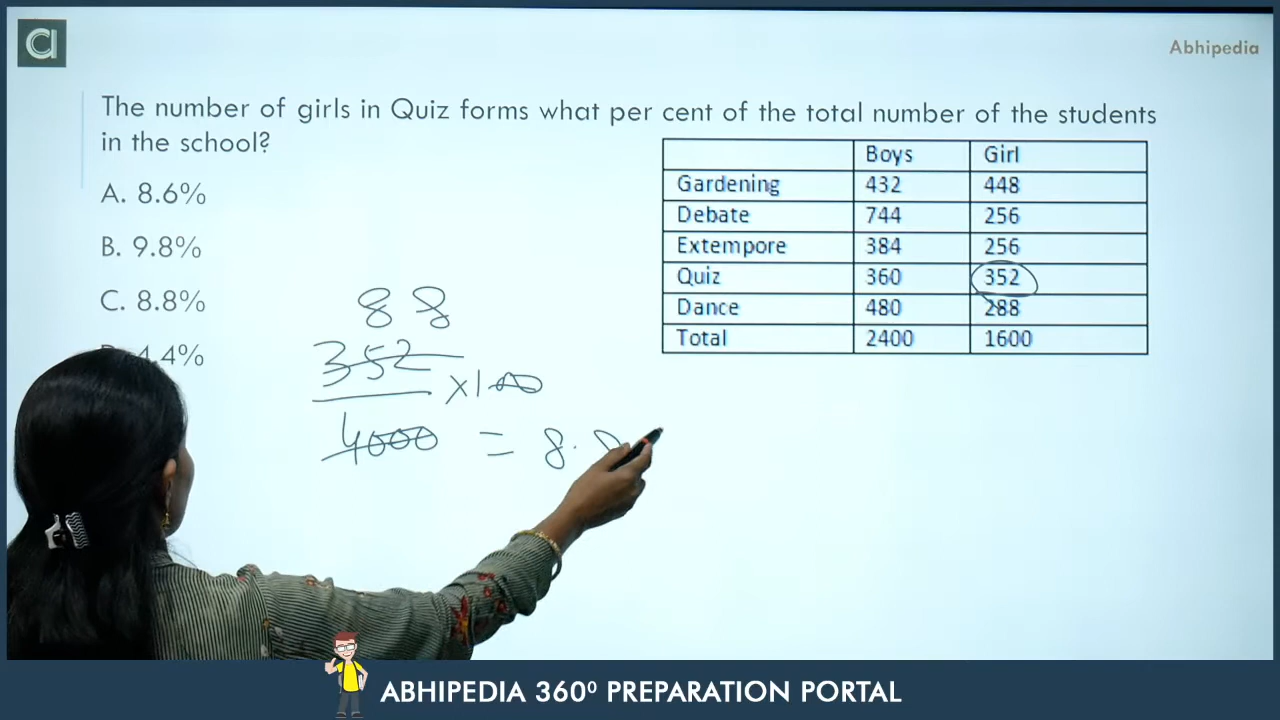 Abhipedia
The number of girls in Quiz forms what per cent of the total number of the students
in the school?
A. 8.6%
B. 9.8%
C. 8.8%
4.4%
Boys Girl
Gardening 432 448
Debate 744 256
Extempore 384 256
Quiz 360 352
Dance 480 288
Total 2400 1600
88
352
×100
4000 = 8.8
ABHIPEDIA 360⁰ PREPARATION PORTAL